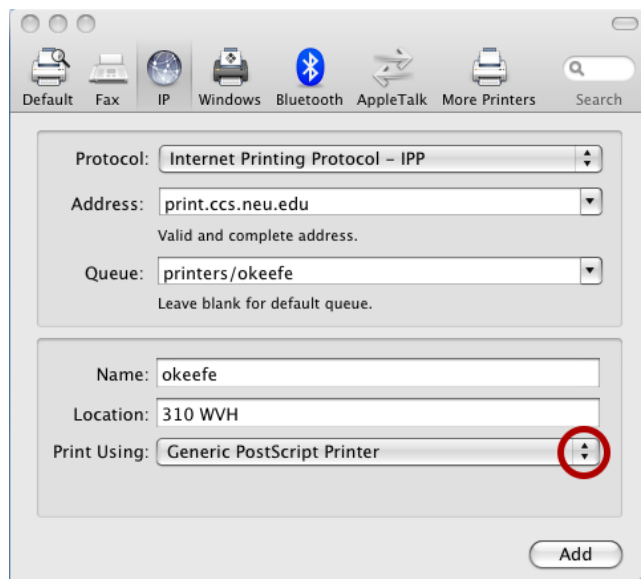 Default Fax IP Windows Bluetooth AppleTalk More Printers Search
Protocol: Internet Printing Protocol – IPP
Address: print.ccs.neu.edu
Valid and complete address.
Queue: printers/okeefe
Leave blank for default queue.
Name: okeefe
Location: 310 WVH
Print Using: Generic PostScript Printer
Add